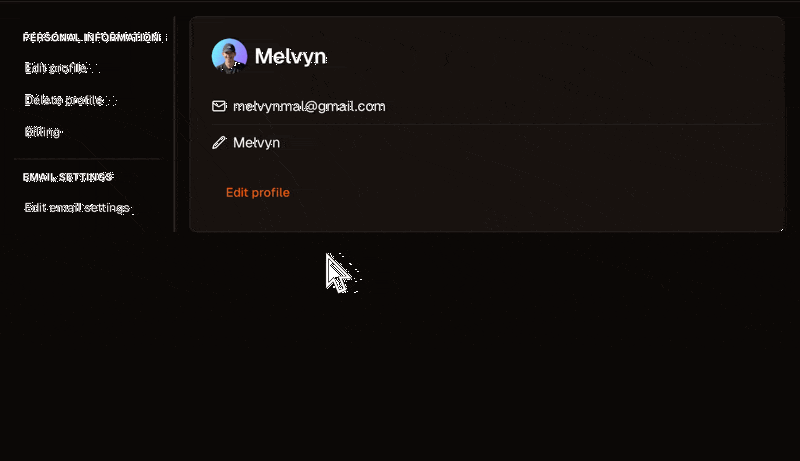 PERSONAL INFORMATION
Edit profile
Delete profile
Billing
EMAIL SETTINGS
Edit email settings
Melvyn
melvynmal@gmail.com
Melvyn
Edit profile